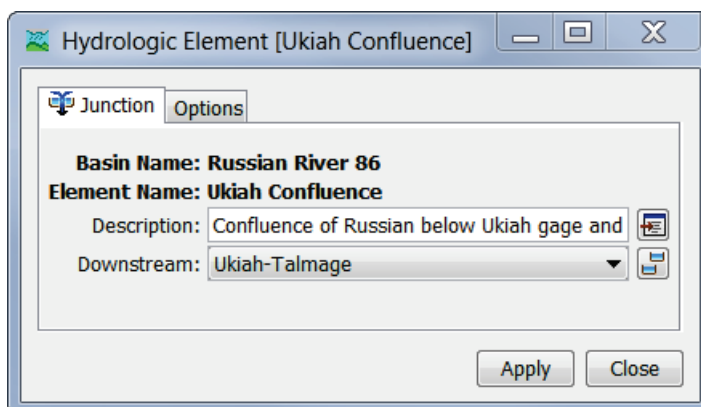 Hydrologic Element [Ukiah Confluence]
Junction Options
Basin Name: Russian River 86
Element Name: Ukiah Confluence
Description: Confluence of Russian below Ukiah gage and
Downstream: Ukiah-Talmage
Apply Close